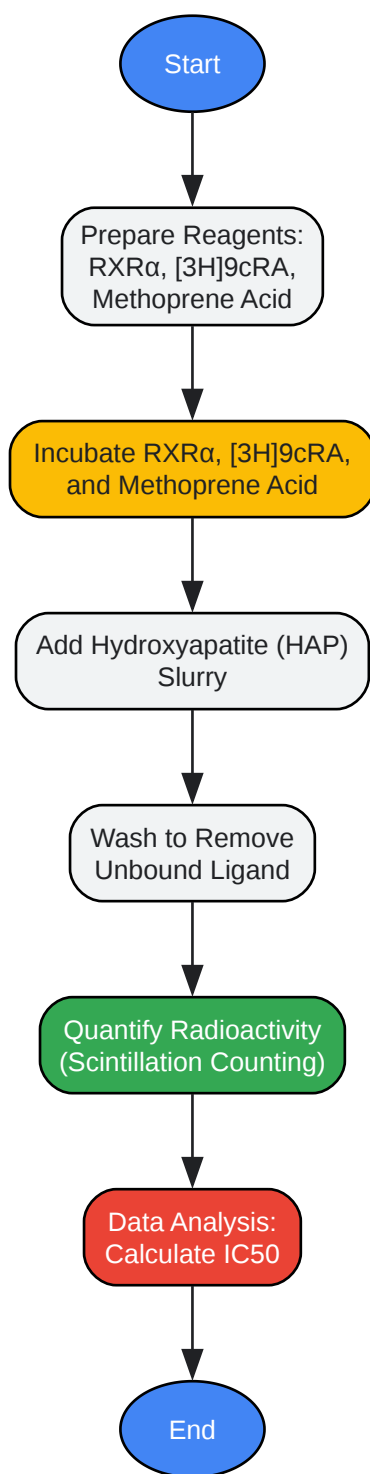 Start
Prepare Reagents:
RXRα, [3H]9cRA,
Methoprene Acid
Incubate RXRα, [3H]9cRA,
and Methoprene Acid
Add Hydroxyapatite (HAP)
Slurry
Wash to Remove
Unbound Ligand
Quantify Radioactivity
(Scintillation Counting)
Data Analysis:
Calculate IC50
End